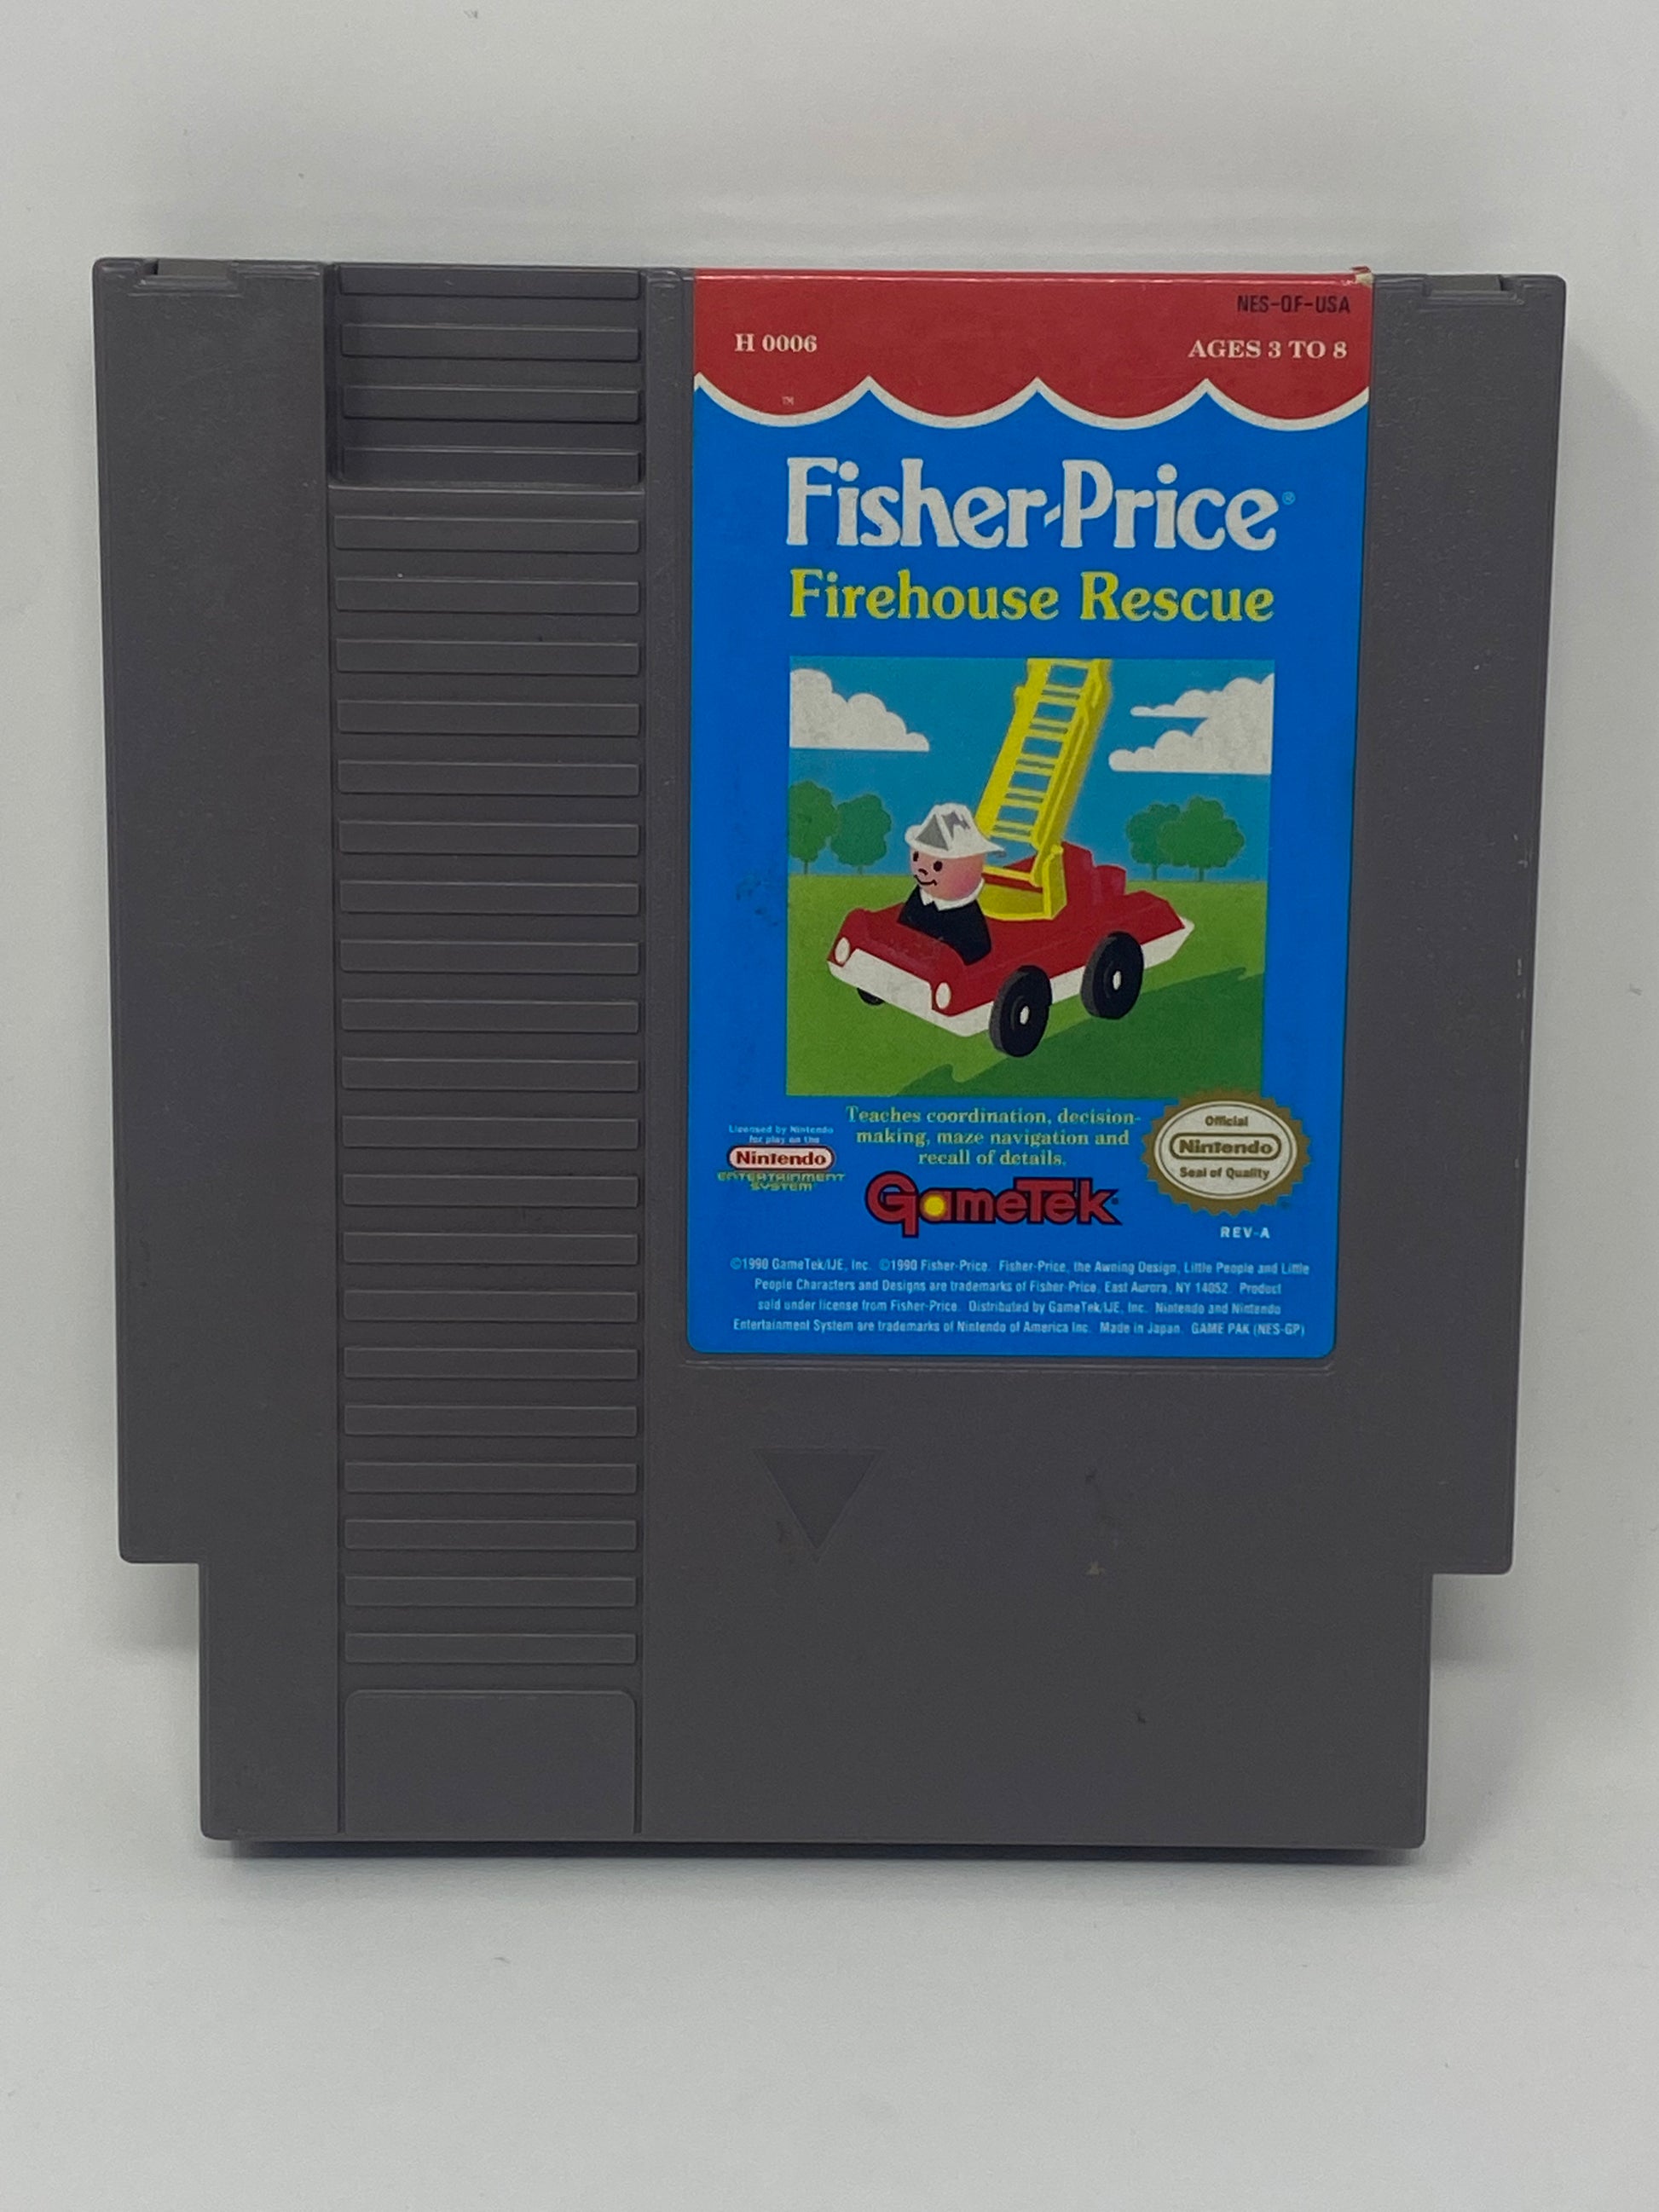 NES-OF-USA
H 0006
AGES 3 TO 8
™
Fisher-Price®
Firehouse Rescue
Teaches coordination, decision-
making, maze navigation and
recall of details.
Licensed by Nintendo
for play on the
Nintendo
ENTERTAINMENT
SYSTEM
GameTek
Official
Nintendo
Seal of Quality
REV-A
©1990 GameTek/IJE, Inc. ©1990 Fisher-Price. Fisher-Price, the Awning Design, Little People and Little
People Characters and Designs are trademarks of Fisher-Price, East Aurora, NY 14052. Product
sold under license from Fisher-Price. Distributed by GameTek/IJE, Inc. Nintendo and Nintendo
Entertainment System are trademarks of Nintendo of America Inc. Made in Japan. GAME PAK (NES-GP)